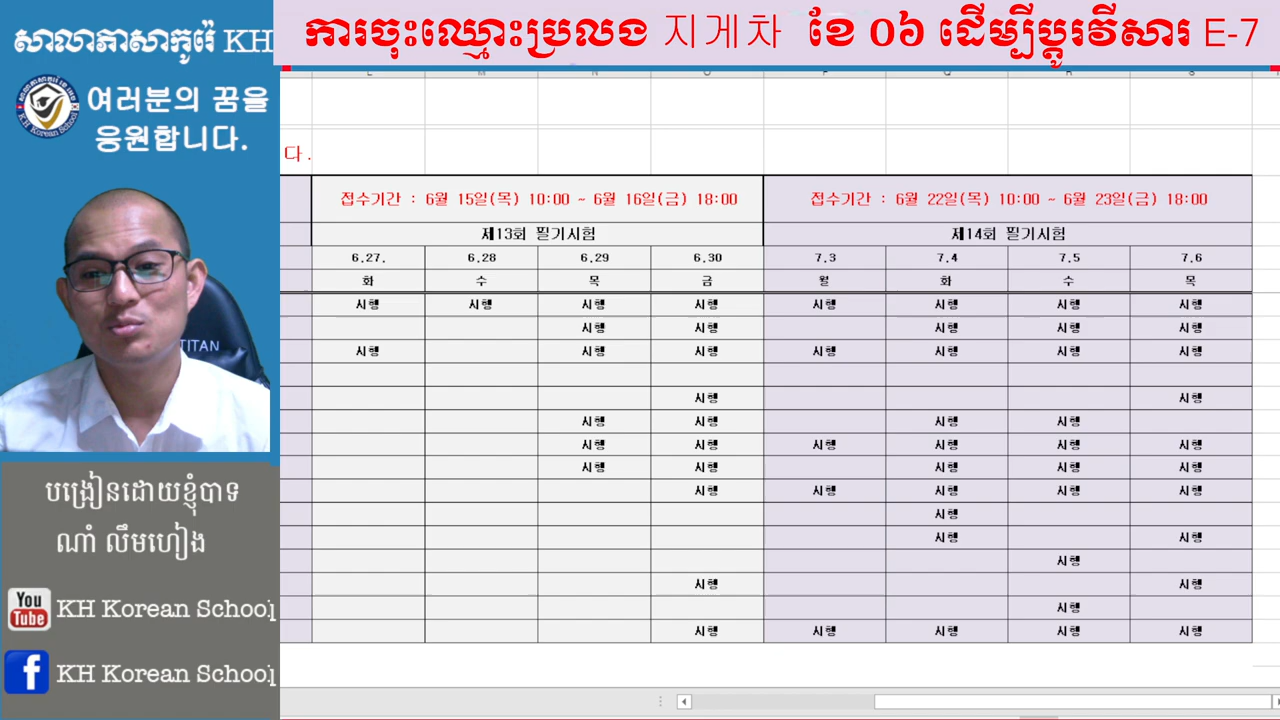 សាលាភាសាកូរ៉េ KH
ការចុះឈ្មោះប្រលង 지게차 ខែ ០៦ ដើម្បីប្តូរវីសារ E-7
여러분의 꿈을
응원합니다.
KH Korean School
TITAN
បង្រៀនដោយខ្ញុំបាទ
ណាំ លឹមហៀង
You Tube KH Korean School
f KH Korean School
다.
접수기간 : 6월 15일(목) 10:00 ~ 6월 16일(금) 18:00 접수기간 : 6월 22일(목) 10:00 ~ 6월 23일(금) 18:00
제13회 필기시험 제14회 필기시험
6.27. 6.28 6.29 6.30 7.3 7.4 7.5 7.6
화 수 목 금 월 화 수 목
시행 시행 시행 시행 시행 시행 시행 시행
시행 시행 시행 시행 시행
시행 시행 시행 시행 시행 시행 시행
시행 시행
시행 시행 시행 시행
시행 시행 시행 시행 시행 시행
시행 시행 시행 시행 시행
시행 시행 시행 시행 시행
시행
시행 시행
시행
시행 시행
시행
시행 시행 시행 시행 시행